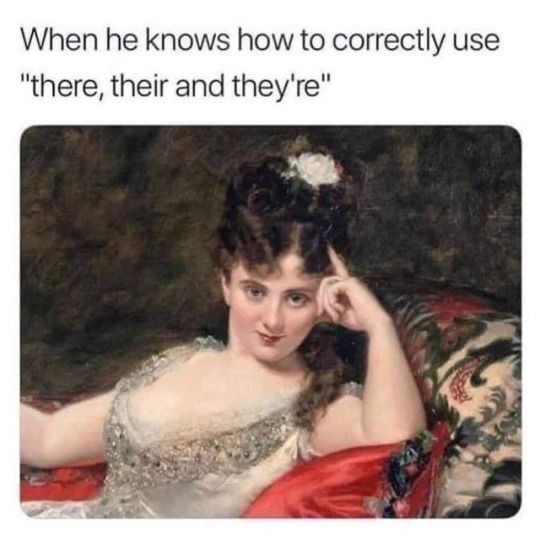 When he knows how to correctly use
"there, their and they're"